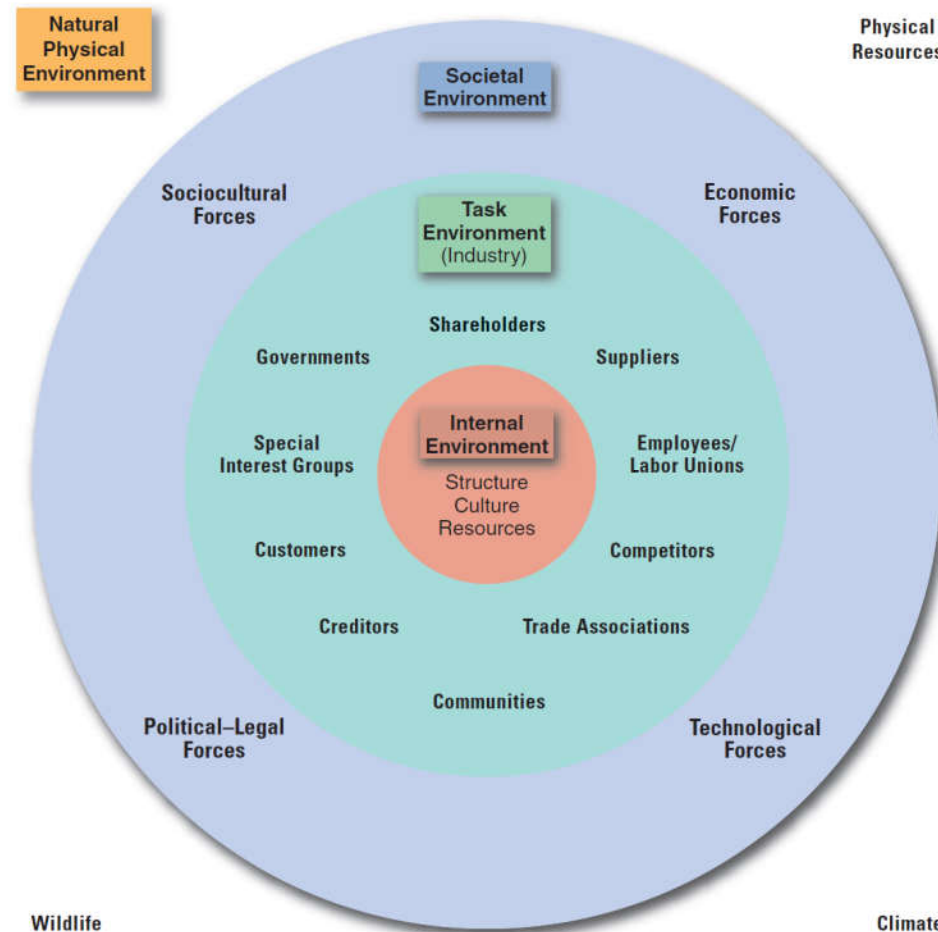 Natural
Physical
Environment
Physical
Resources
Societal
Environment
Sociocultural
Forces
Economic
Forces
Task
Environment
(Industry)
Shareholders
Governments
Suppliers
Internal
Environment
Special
Interest Groups
Employees/
Labor Unions
Structure
Culture
Resources
Customers
Competitors
Creditors
Trade Associations
Communities
Political–Legal
Forces
Technological
Forces
Wildlife
Climate